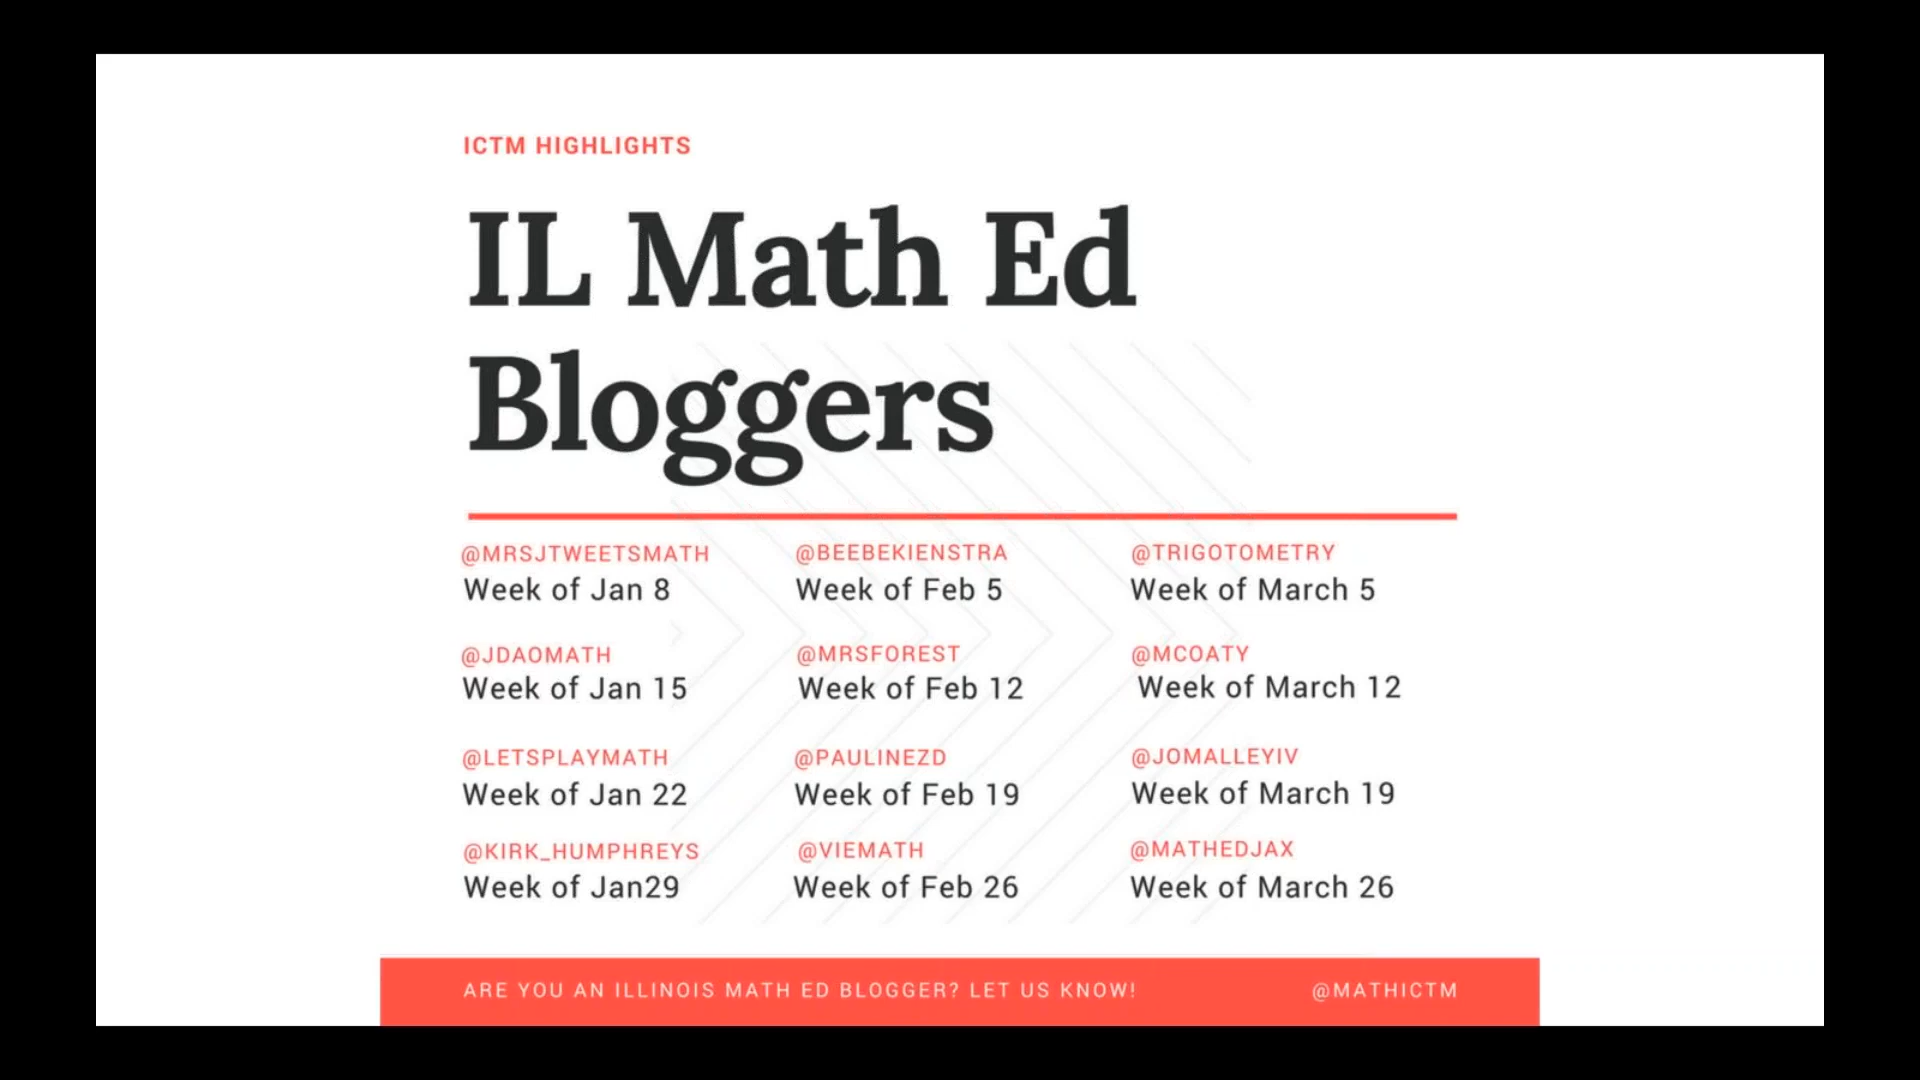 ICTM HIGHLIGHTS
IL Math Ed
Bloggers
@MRSJTWEETSMATH
Week of Jan 8
@JDAOMATH
Week of Jan 15
@LETSPLAYMATH
Week of Jan 22
@KIRK_HUMPHREYS
Week of Jan29
@BEEBEKIENSTRA
Week of Feb 5
@MRSFOREST
Week of Feb 12
@PAULINEZD
Week of Feb 19
@VIEMATH
Week of Feb 26
@TRIGOTOMETRY
Week of March 5
@MCOATY
Week of March 12
@JOMALLEYIV
Week of March 19
@MATHEDJAX
Week of March 26
ARE YOU AN ILLINOIS MATH ED BLOGGER? LET US KNOW!
@MATHICTM